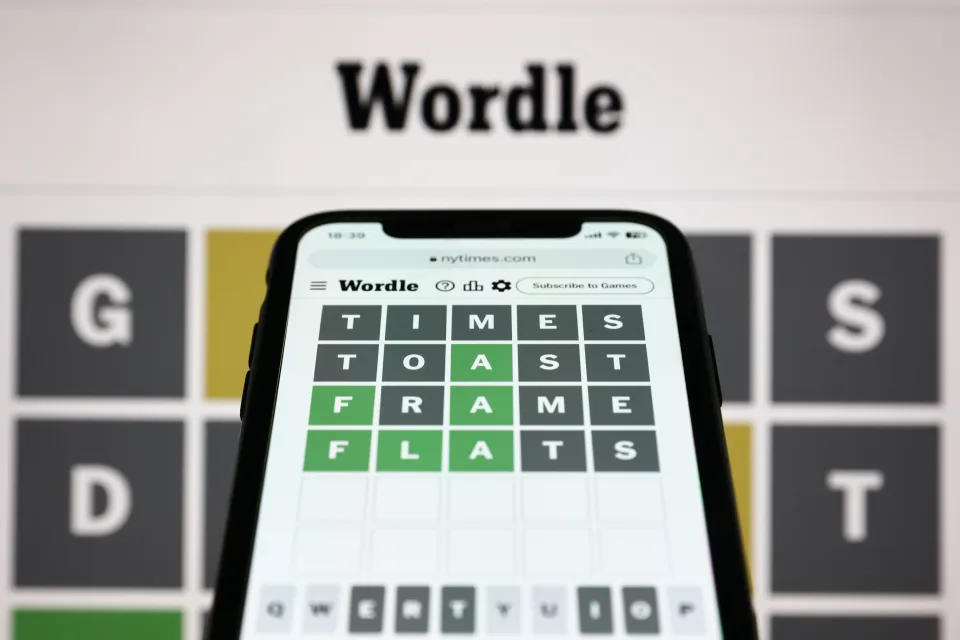 Wordle
G S
D T
18:39
nytimes.com
Wordle ? Subscribe to Games
T I M E S
T O A S T
F R A M E
F L A T S
Q W E R T Y U I O P